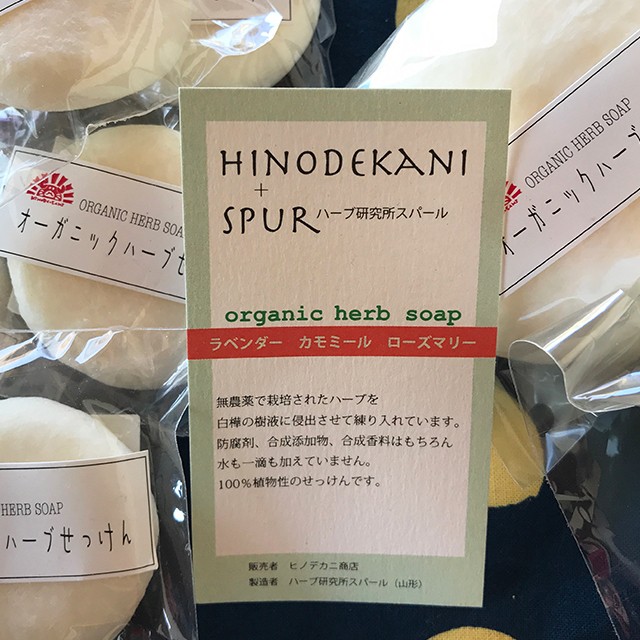 HINODEKANI
+
SPUR ハーブ研究所スパール
organic herb soap
ラベンダー カモミール ローズマリー
無農薬で栽培されたハーブを
白樺の樹液に浸出させて練り入れています。
防腐剤、合成添加物、合成香料はもちろん
水も一滴も加えていません。
100%植物性のせっけんです。
販売者 ヒノデカニ商店
製造者 ハーブ研究所スパール（山形）
ORGANIC HERB SOA
オーガニックハーブせ
HERB SOAP
ハーブせっけん
ORGANIC HERB SOAP
オーガニックハーブ